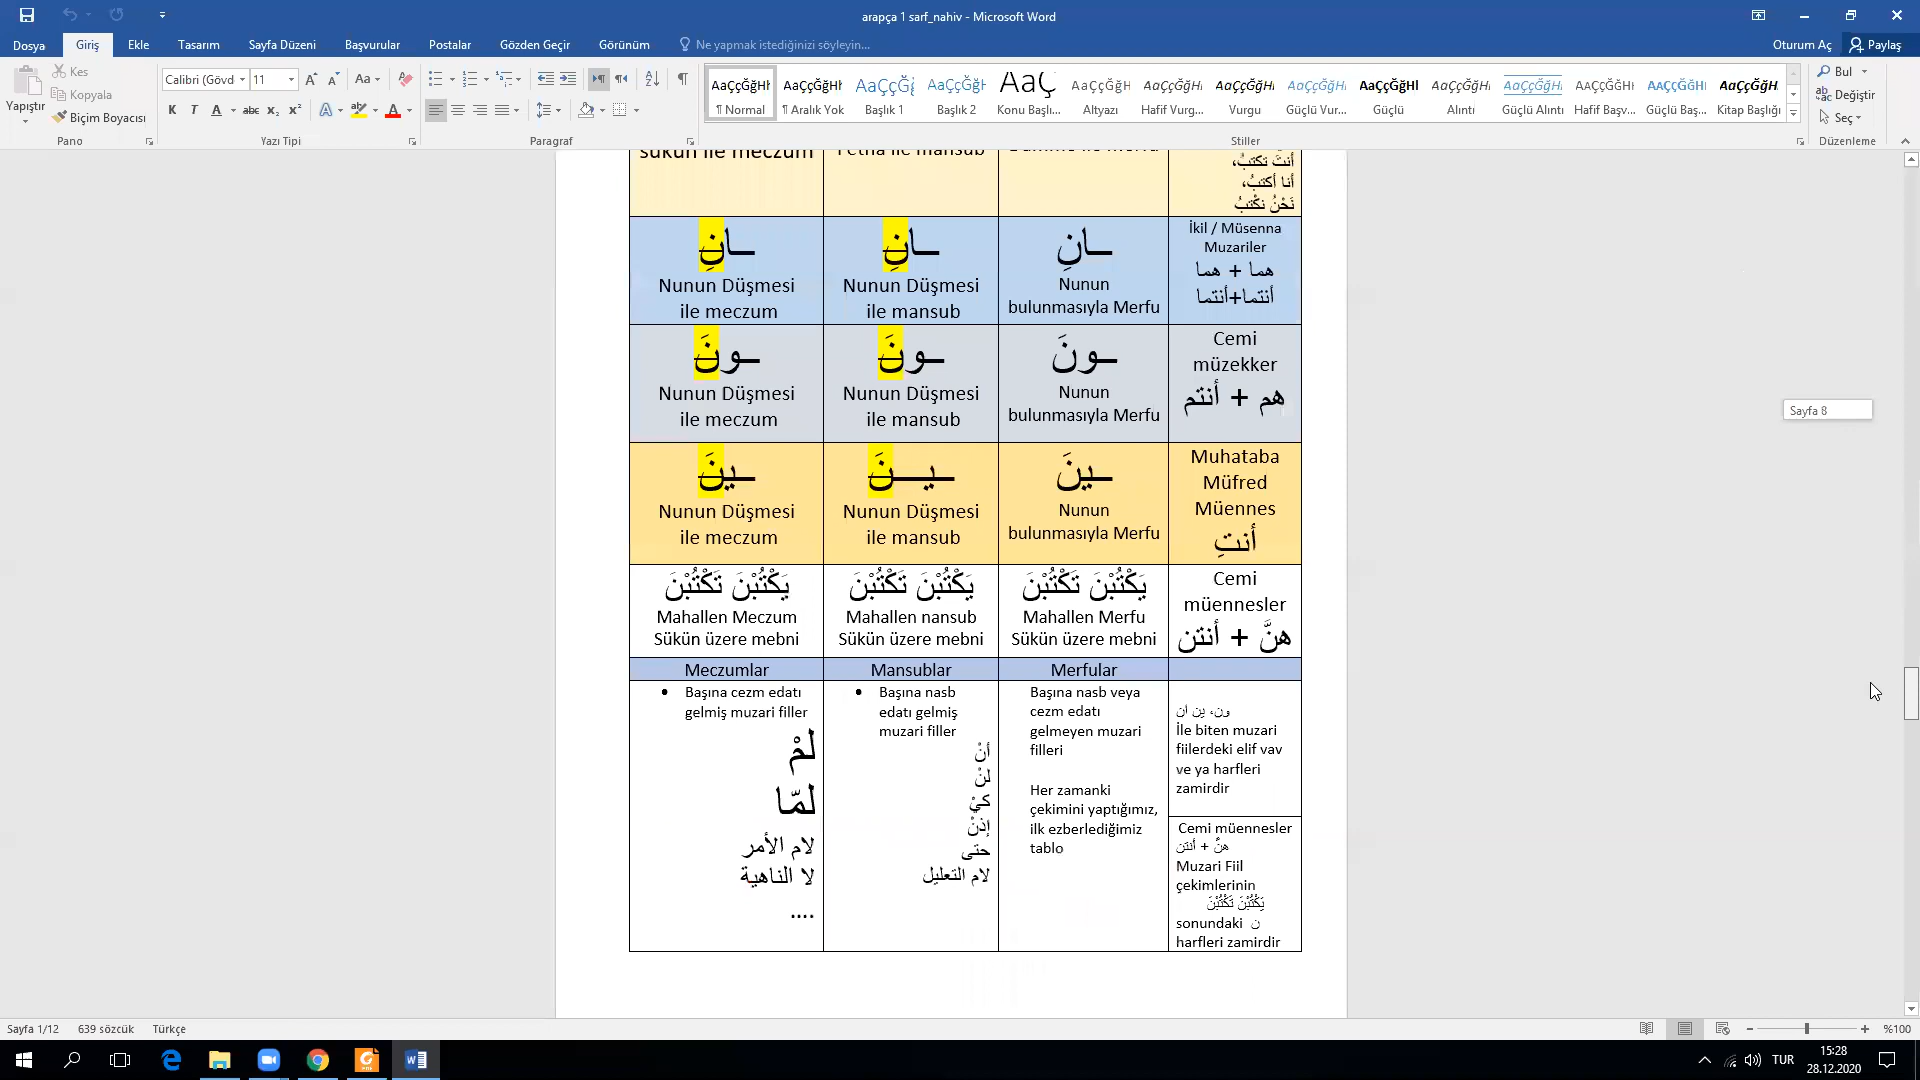 arapça 1 sarf_nahiv - Microsoft Word
Dosya Giriş Ekle Tasarım Sayfa Düzeni Başvurular Postalar Gözden Geçir Görünüm Ne yapmak istediğinizi söyleyin... Oturum Aç Paylaş
Yapıştır
Kes
Kopyala
Biçim Boyacısı
Calibri (Gövd 11
Normal
Aralık Yok
Başlık 1
Başlık 2
Konu Başlı...
Altyazı
Hafif Vurg...
Vurgu
Güçlü Vur...
Güçlü
Alıntı
Güçlü Alıntı
Hafif Başv...
Güçlü Baş...
Kitap Başlığı
Bul
Değiştir
Seç
Pano Yazı Tipi Paragraf Stiller Düzenleme
sükun ile meczum
Fetha ile mansub
أنتَ تكتبُ،
أنا أكتبُ،
نَحْنُ نكْتبُ
ـانِ
Nunun Düşmesi
ile meczum
ـانِ
Nunun Düşmesi
ile mansub
ـانِ
Nunun
bulunmasıyla Merfu
İkil / Müsenna
Muzariler
هما + هما
أنتما+أنتما
ـونَ
Nunun Düşmesi
ile meczum
ـونَ
Nunun Düşmesi
ile mansub
ـونَ
Nunun
bulunmasıyla Merfu
Cemi
müzekker
هم + أنتم
ـينَ
Nunun Düşmesi
ile meczum
ـيـنَ
Nunun Düşmesi
ile mansub
ـينَ
Nunun
bulunmasıyla Merfu
Muhataba
Müfred
Müennes
أنتِ
يَكْتُبْنَ تَكْتُبْنَ
Mahallen Meczum
Sükün üzere mebni
يَكْتُبْنَ تَكْتُبْنَ
Mahallen nansub
Sükün üzere mebni
يَكْتُبْنَ تَكْتُبْنَ
Mahallen Merfu
Sükün üzere mebni
Cemi
müennesler
هنَّ + أنتن
Meczumlar
Mansublar
Merfular
• Başına cezm edatı
gelmiş muzari filler
لمْ
لمّا
لام الأمر
لا الناهية
....
• Başına nasb
edatı gelmiş
muzari filler
أنْ
لنْ
كيْ
إذنْ
حتى
لام التعليل
Başına nasb veya
cezm edatı
gelmeyen muzari
filleri
Her zamanki
çekimini yaptığımız,
ilk ezberlediğimiz
tablo
ون، ين ان
İle biten muzari
fiilerdeki elif vav
ve ya harfleri
zamirdir
Cemi müennesler
هنَّ + أنتن
Muzari Fiil
çekimlerinin
يَكْتُبْنَ تَكْتُبْنَ
sonundaki ن
harfleri zamirdir
Sayfa 8
Sayfa 1/12 639 sözcük Türkçe %100
TUR
15:28
28.12.2020